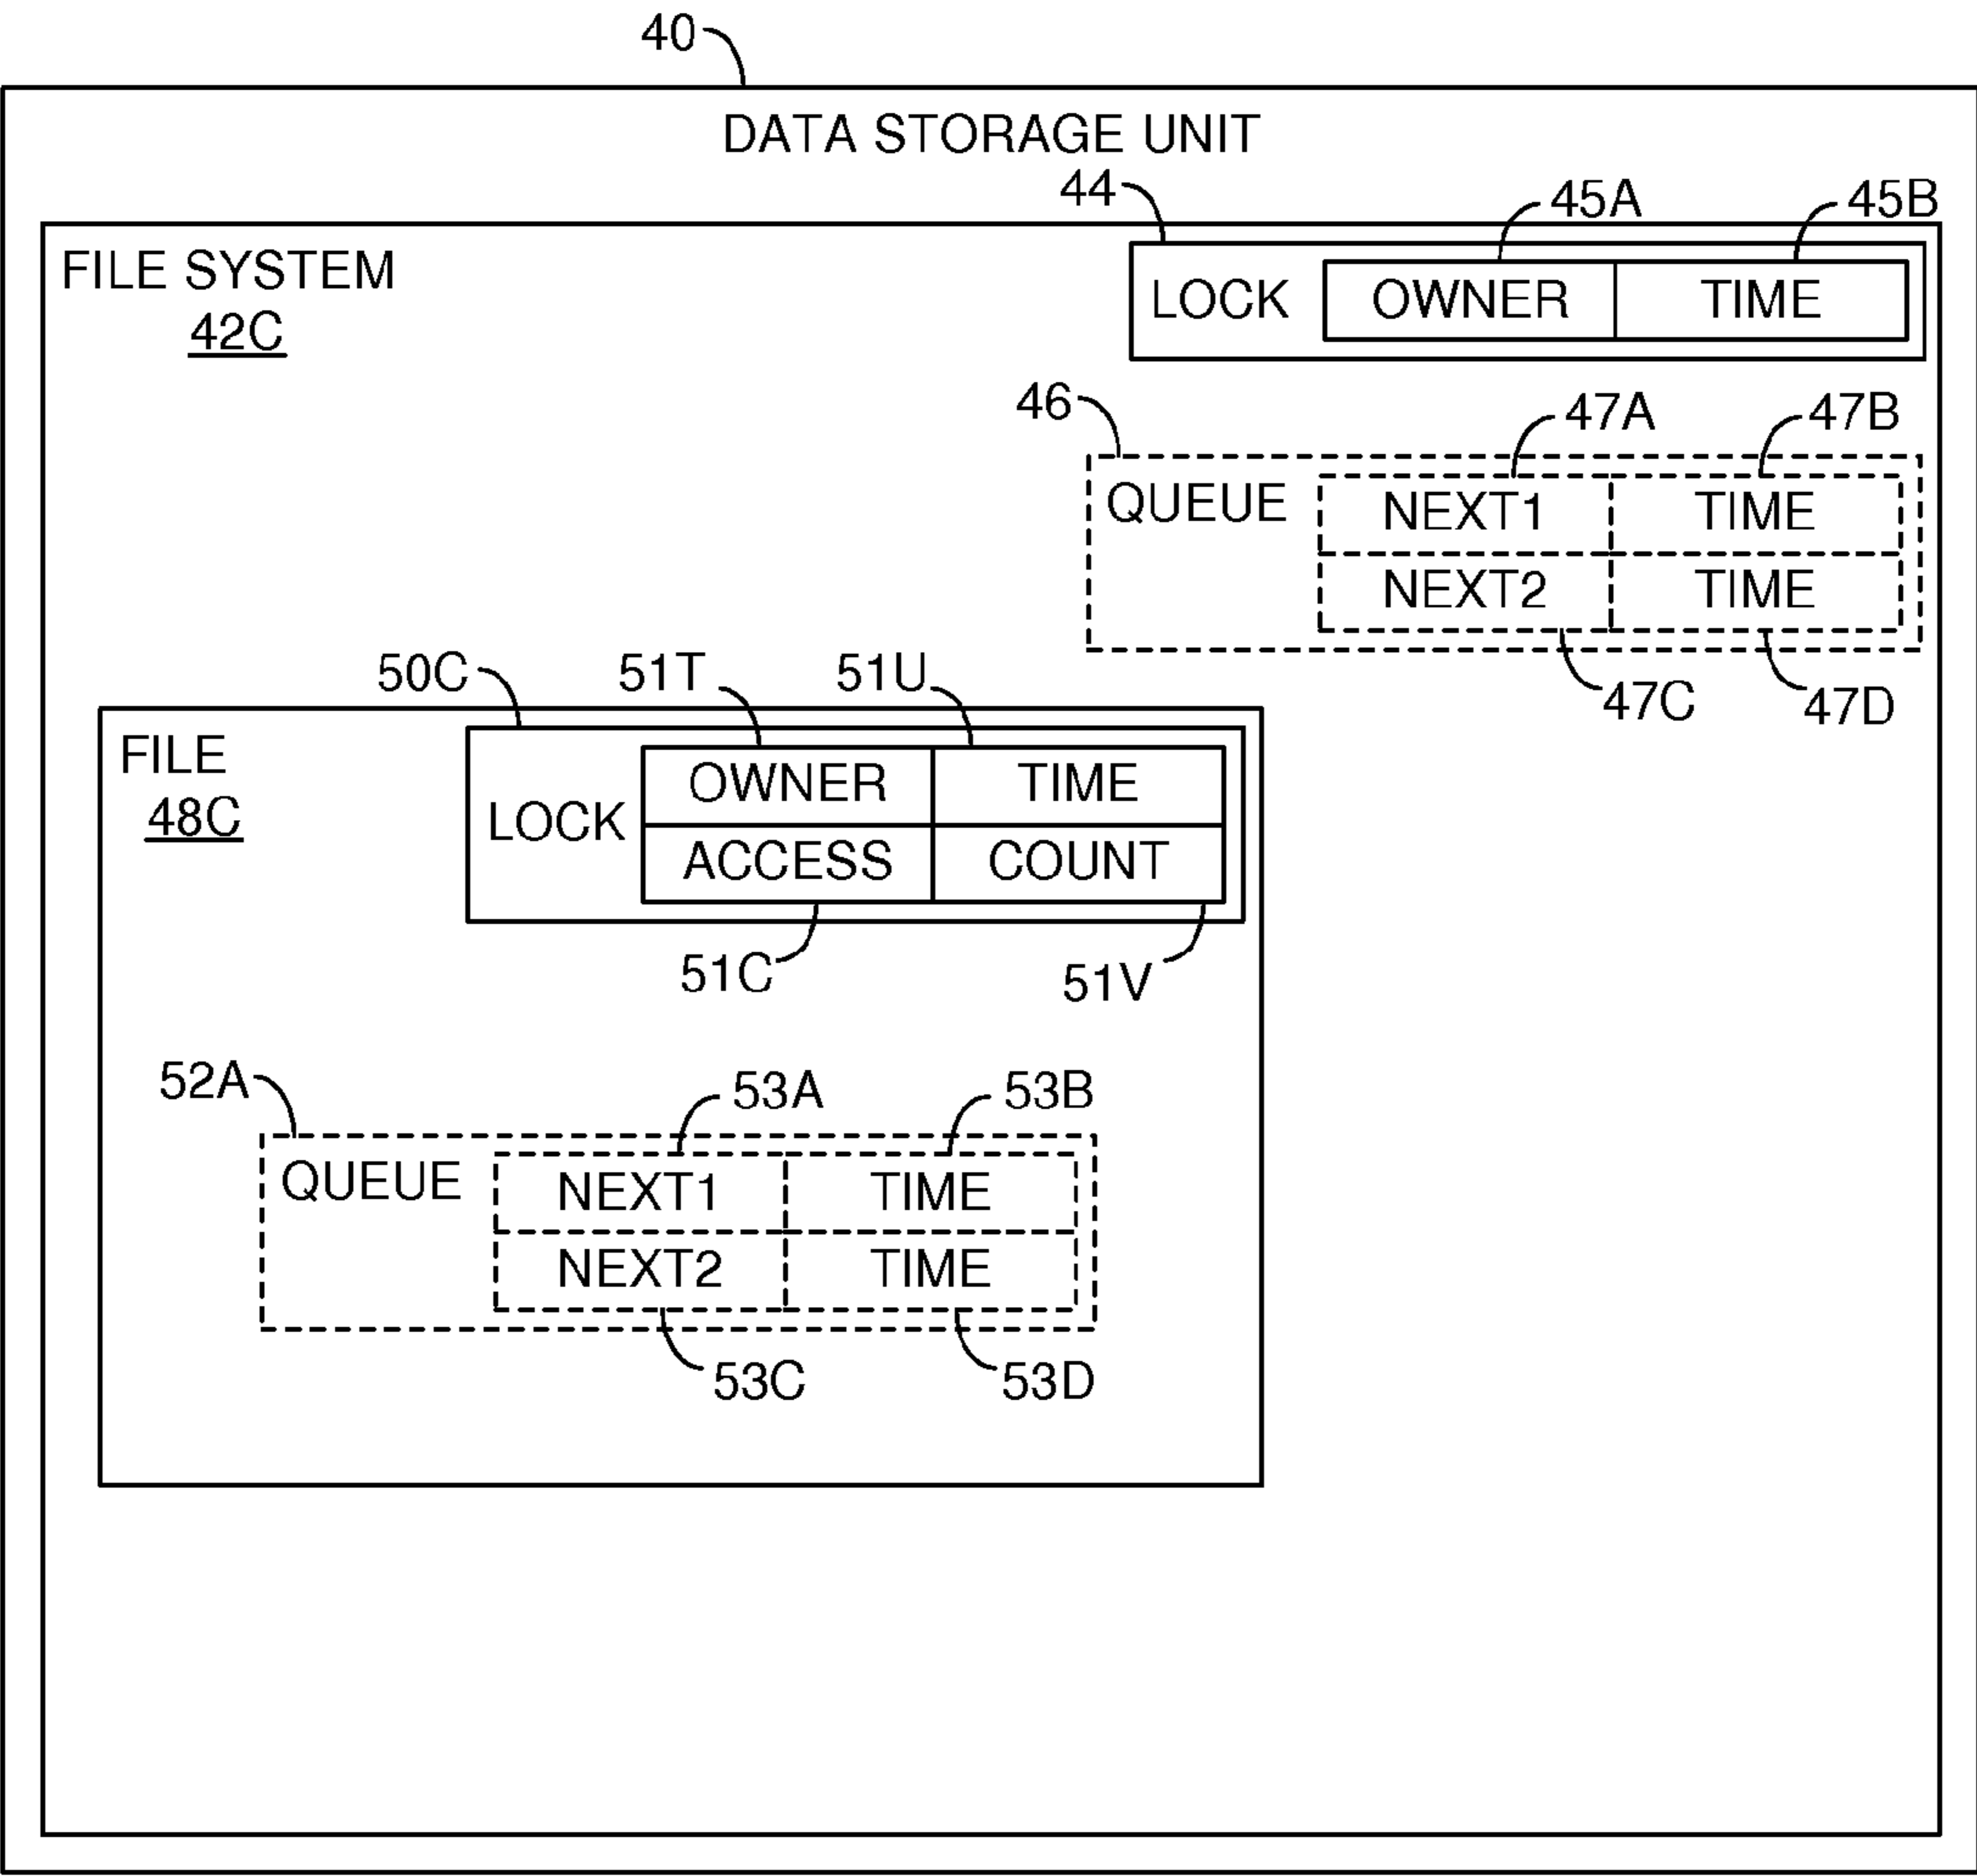 40
DATA STORAGE UNIT
44
45A
45B
FILE SYSTEM
42C
LOCK
OWNER
TIME
46
47A
47B
QUEUE
NEXT1
TIME
NEXT2
TIME
47C
47D
50C
51T
51U
FILE
48C
LOCK
OWNER
TIME
ACCESS
COUNT
51C
51V
52A
53A
53B
QUEUE
NEXT1
TIME
NEXT2
TIME
53C
53D